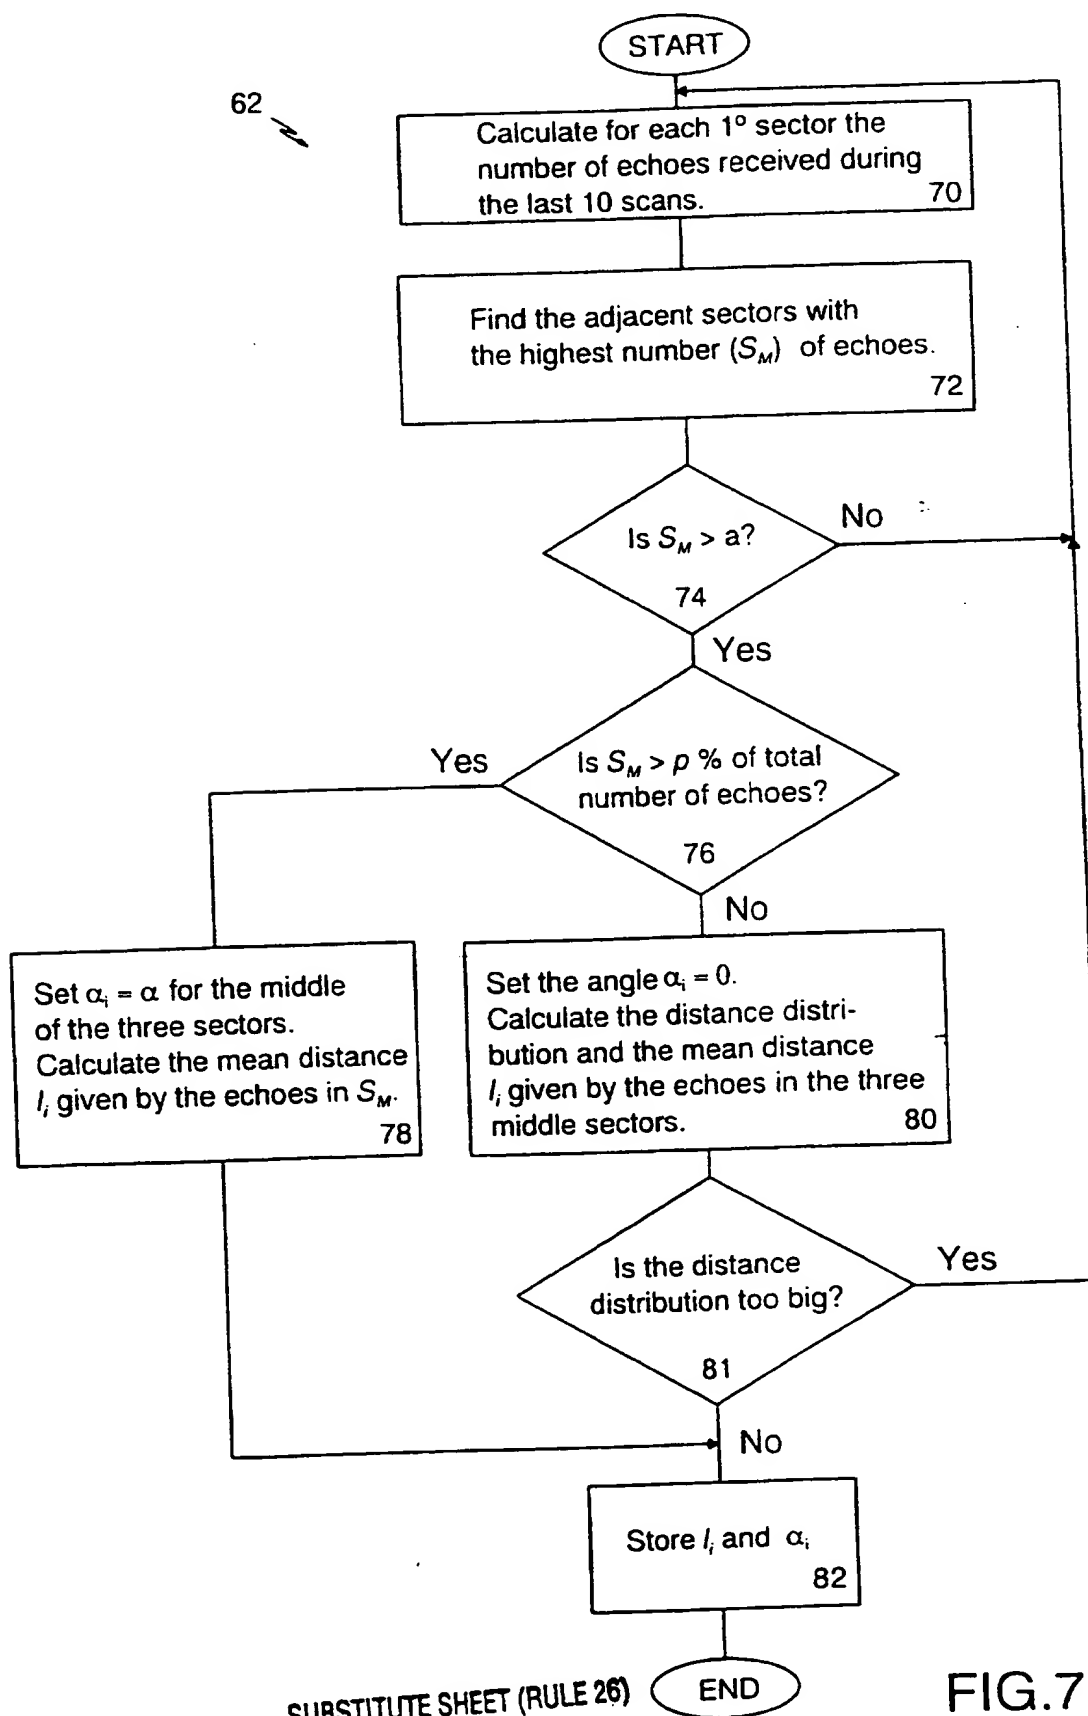 START
62
Calculate for each 1° sector the
number of echoes received during
the last 10 scans.
70
Find the adjacent sectors with
the highest number (S_M) of echoes.
72
Is S_M > a?
74
No
Yes
Is S_M > p % of total
number of echoes?
76
Yes
No
Set α_i = α for the middle
of the three sectors.
Calculate the mean distance
l_i given by the echoes in S_M.
78
Set the angle α_i = 0.
Calculate the distance distri-
bution and the mean distance
l_i given by the echoes in the three
middle sectors.
80
Is the distance
distribution too big?
81
Yes
No
Store l_i and α_i
82
END
SUBSTITUTE SHEET (RULE 26)
FIG.7